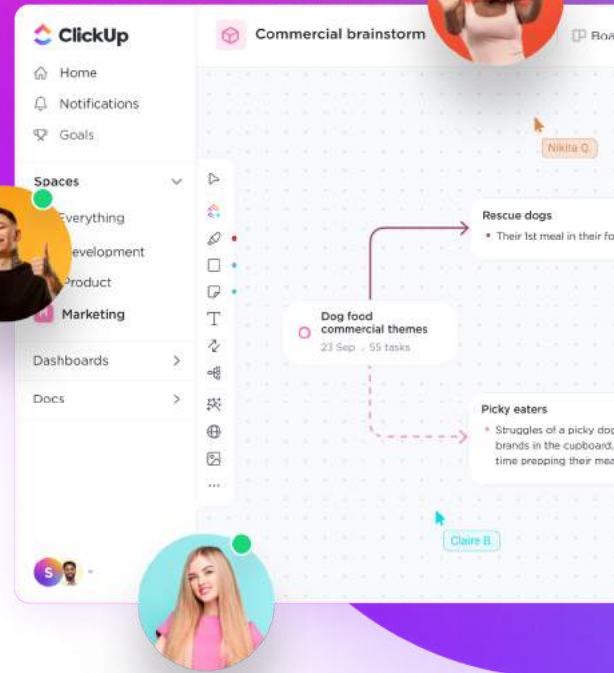 ClickUp
Commercial brainstorm
Boa
Home
Notifications
Goals
Nikita Q.
Spaces
Everything
evelopment
Product
M Marketing
Dashboards
Docs
Rescue dogs
Their 1st meal in their fo
Dog food
commercial themes
23 Sep . 55 tasks
Picky eaters
Struggles of a picky dog
brands in the cupboard,
time prepping their mea
Claire B.
S